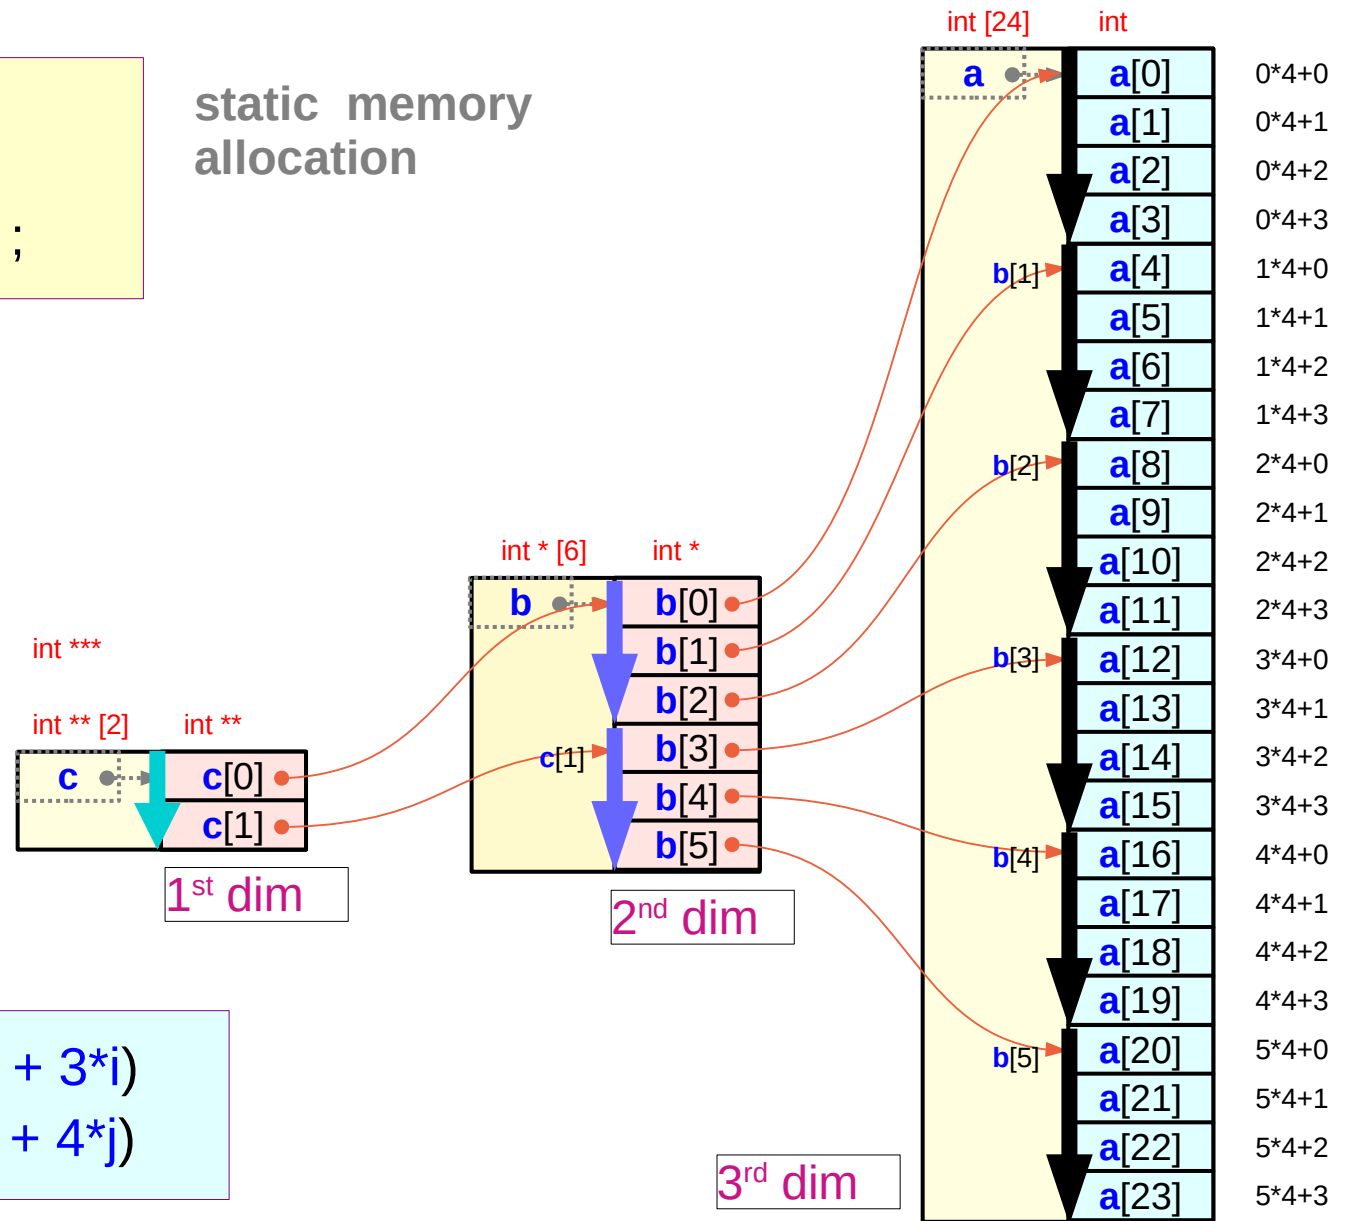 static memory
allocation
;
int ***
int ** [2] int **
c c[0]
c[1]
1st dim
int * [6] int *
b b[0]
b[1]
b[2]
c[1] b[3]
b[4]
b[5]
2nd dim
int [24] int
a a[0] 0*4+0
a[1] 0*4+1
a[2] 0*4+2
a[3] 0*4+3
b[1] a[4] 1*4+0
a[5] 1*4+1
a[6] 1*4+2
a[7] 1*4+3
b[2] a[8] 2*4+0
a[9] 2*4+1
a[10] 2*4+2
a[11] 2*4+3
b[3] a[12] 3*4+0
a[13] 3*4+1
a[14] 3*4+2
a[15] 3*4+3
b[4] a[16] 4*4+0
a[17] 4*4+1
a[18] 4*4+2
a[19] 4*4+3
b[5] a[20] 5*4+0
a[21] 5*4+1
a[22] 5*4+2
a[23] 5*4+3
3rd dim
+ 3*i)
+ 4*j)